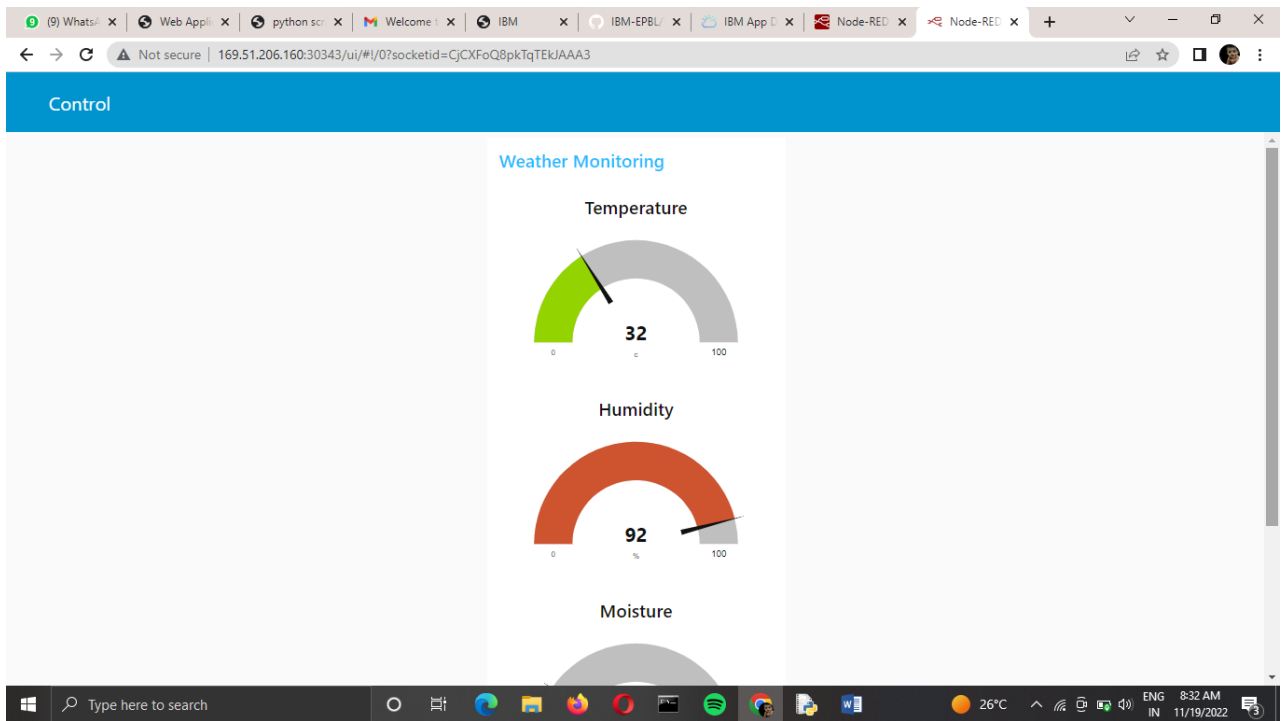 9 (9) WhatsA
Web Applic
python scr
Welcome t
IBM
IBM-EPBL/
IBM App D
Node-RED
Node-RED
Not secure | 169.51.206.160:30343/ui/#!/0?socketid=CjCXFoQ8pkTqTEkJAAA3
Control
Weather Monitoring
Temperature
32
0 c 100
Humidity
92
0 % 100
Moisture
Type here to search
26°C
ENG 8:32 AM
IN 11/19/2022
3